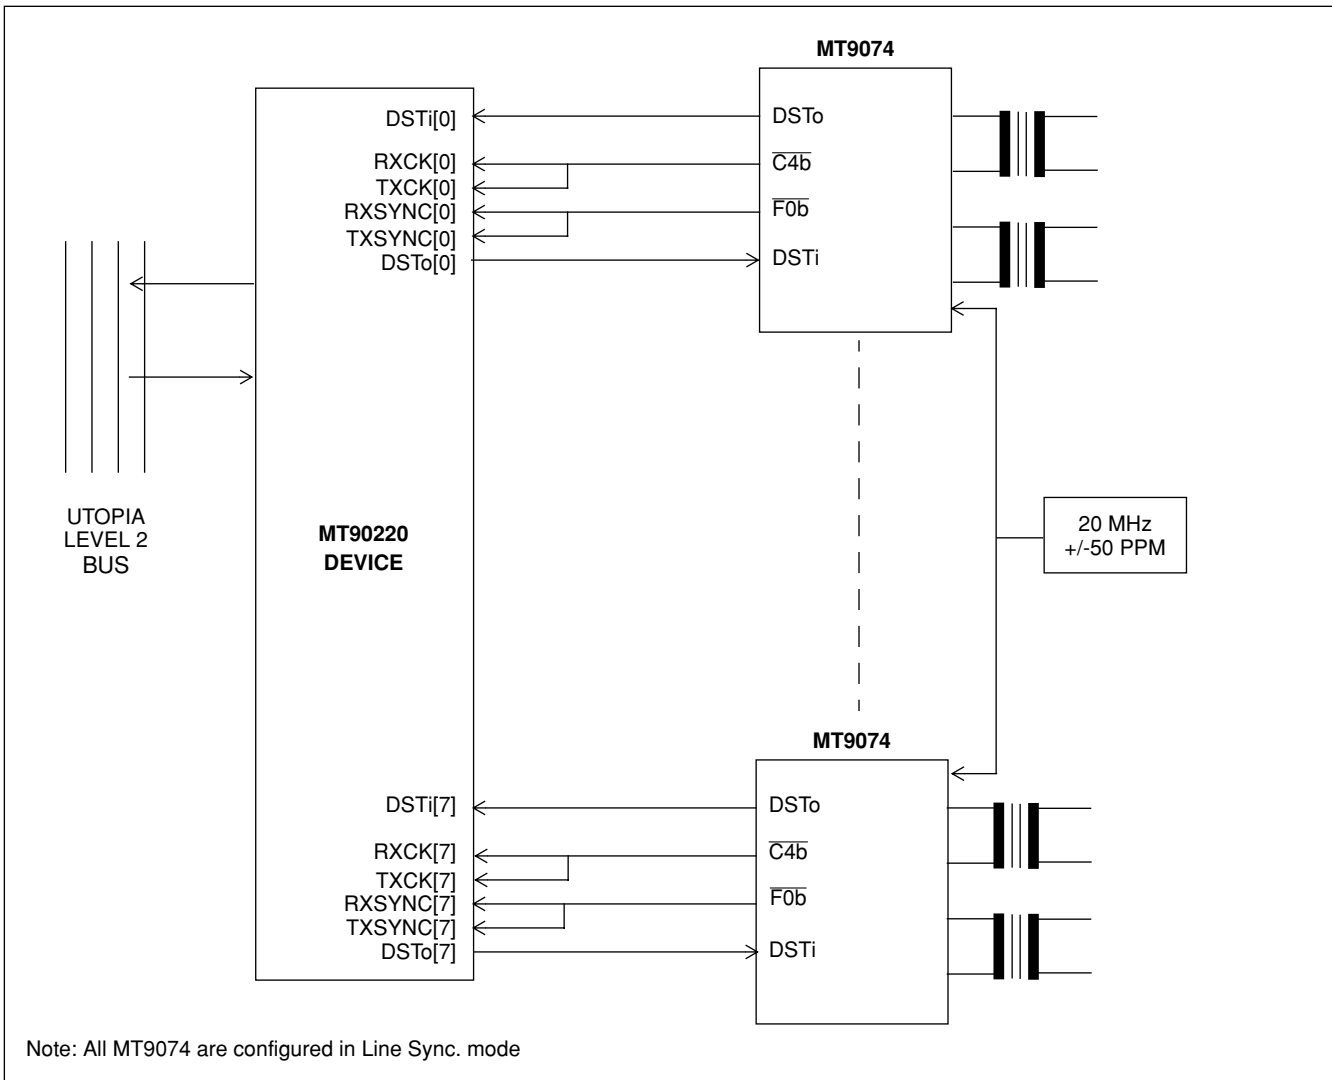 MT9074
DSTi[0]
RXCK[0]
TXCK[0]
RXSYNC[0]
TXSYNC[0]
DSTo[0]
DSTo
C4b
F0b
DSTi
UTOPIA
LEVEL 2
BUS
MT90220
DEVICE
20 MHz
+/-50 PPM
MT9074
DSTi[7]
RXCK[7]
TXCK[7]
RXSYNC[7]
TXSYNC[7]
DSTo[7]
DSTo
C4b
F0b
DSTi
Note: All MT9074 are configured in Line Sync. mode